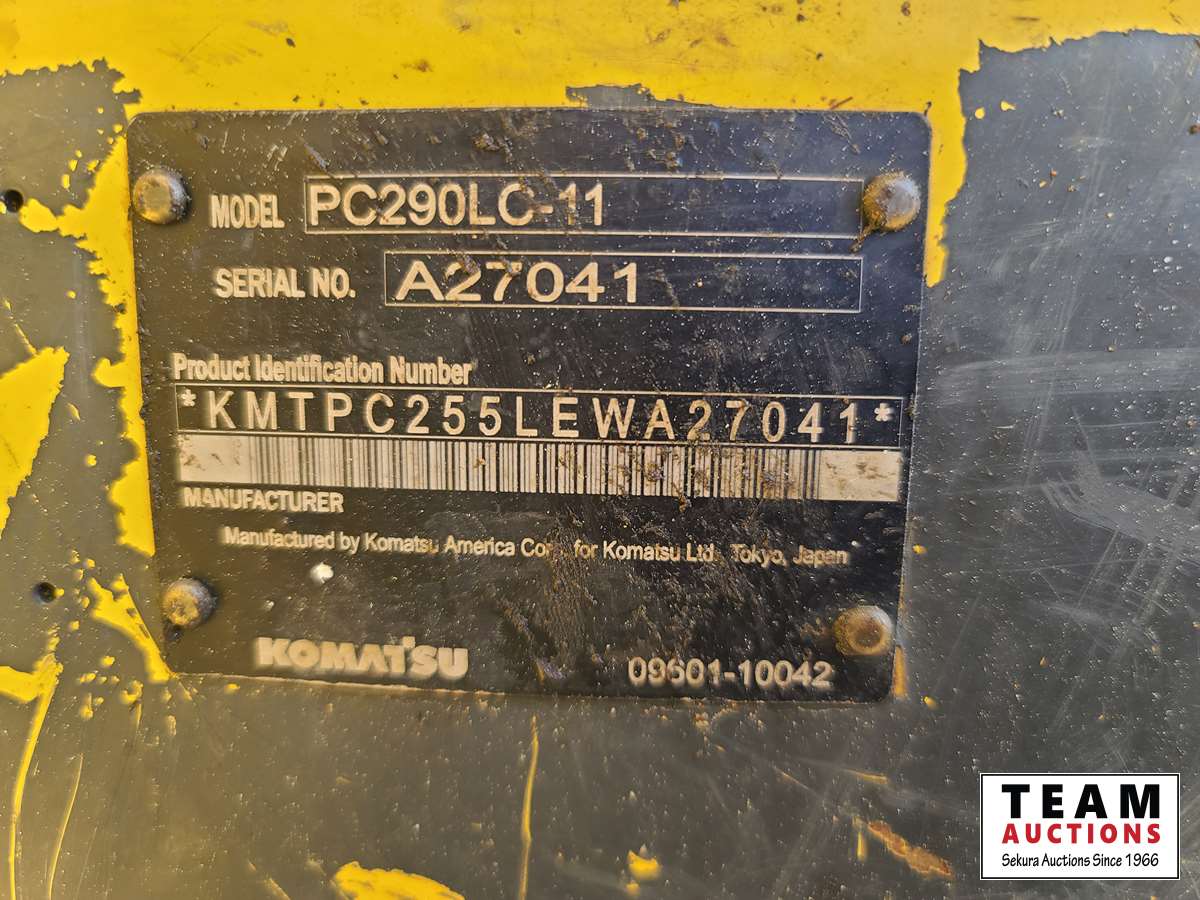 MODEL PC290LC-11
SERIAL NO. A27041
Product Identification Number
*KMTPC255LEWA27041*
MANUFACTURER
Manufactured by Komatsu America Corp. for Komatsu Ltd. Tokyo, Japan
KOMATSU 09601-10042
TEAM
AUCTIONS
Sekura Auctions Since 1966